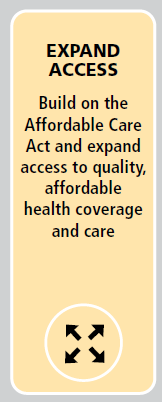 EXPAND
ACCESS
Build on the
Affordable Care
Act and expand
access to quality,
affordable
health coverage
and care